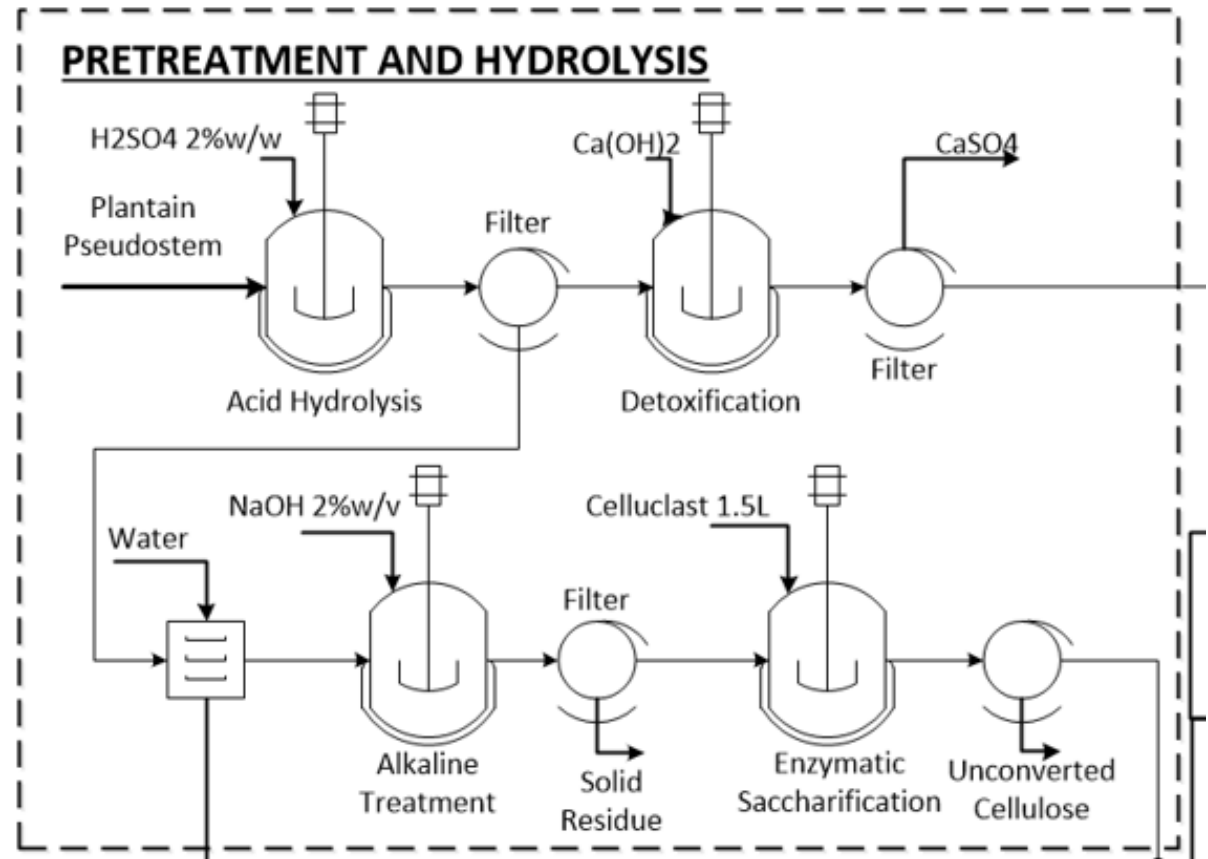 PRETREATMENT AND HYDROLYSIS
H2SO4 2%w/w
Ca(OH)2
CaSO4
Plantain
Pseudostem
Filter
Filter
Acid Hydrolysis
Detoxification
NaOH 2%w/v
Celluclast 1.5L
Water
Filter
Alkaline
Treatment
Solid
Residue
Enzymatic
Saccharification
Unconverted
Cellulose